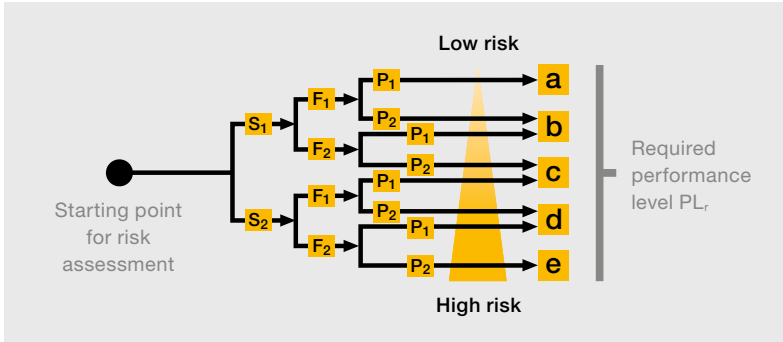 Low risk
P₁ a
F₁
P₂ b
S₁
P₁
F₂
P₂ c
Starting point
for risk
assessment
P₁
F₁
P₂ d
S₂
P₁
F₂
P₂ e
High risk
Required
performance
level PLᵣ